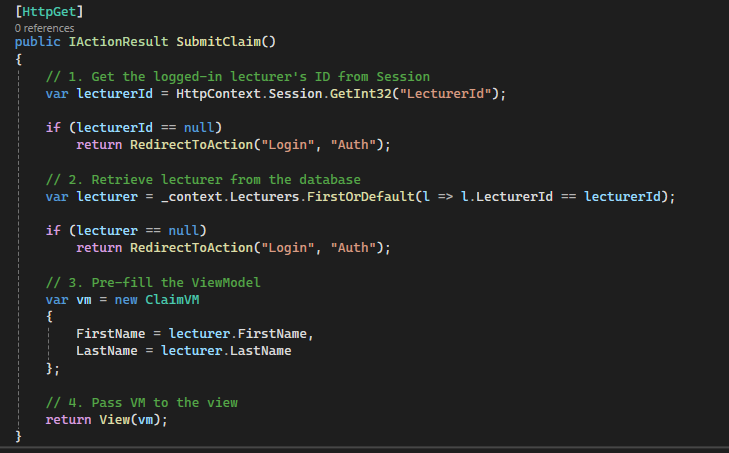 [HttpGet]
0 references
public IActionResult SubmitClaim()
{
// 1. Get the logged-in lecturer's ID from Session
var lecturerId = HttpContext.Session.GetInt32("LecturerId");
if (lecturerId == null)
return RedirectToAction("Login", "Auth");
// 2. Retrieve lecturer from the database
var lecturer = _context.Lecturers.FirstOrDefault(l => l.LecturerId == lecturerId);
if (lecturer == null)
return RedirectToAction("Login", "Auth");
// 3. Pre-fill the ViewModel
var vm = new ClaimVM
{
FirstName = lecturer.FirstName,
LastName = lecturer.LastName
};
// 4. Pass VM to the view
return View(vm);
}